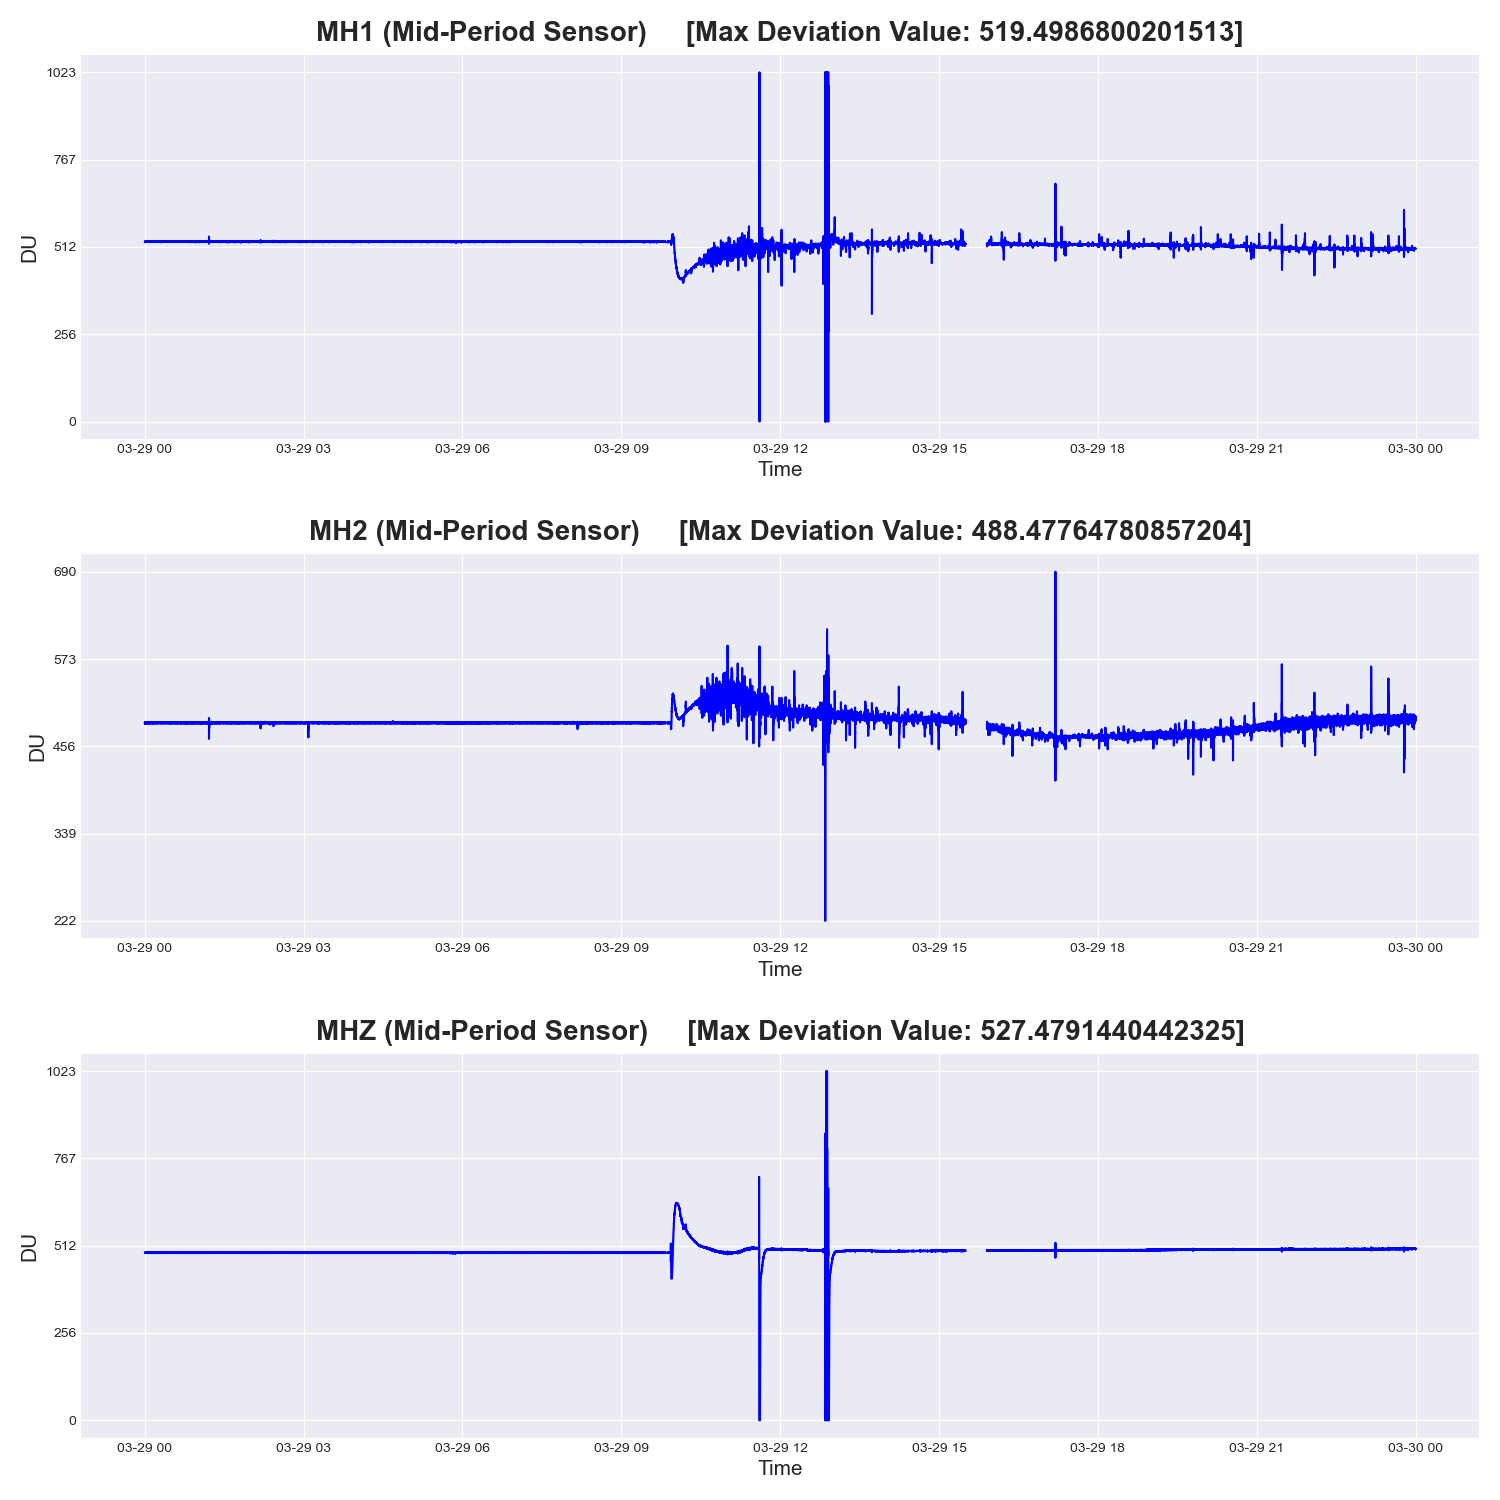 MH1 (Mid-Period Sensor) [Max Deviation Value: 519.4986800201513]
1023
767
512
256
0
DU
03-29 00 03-29 03 03-29 06 03-29 09 03-29 12 03-29 15 03-29 18 03-29 21 03-30 00
Time
MH2 (Mid-Period Sensor) [Max Deviation Value: 488.47764780857204]
690
573
456
339
222
DU
03-29 00 03-29 03 03-29 06 03-29 09 03-29 12 03-29 15 03-29 18 03-29 21 03-30 00
Time
MHZ (Mid-Period Sensor) [Max Deviation Value: 527.4791440442325]
1023
767
512
256
0
DU
03-29 00 03-29 03 03-29 06 03-29 09 03-29 12 03-29 15 03-29 18 03-29 21 03-30 00
Time